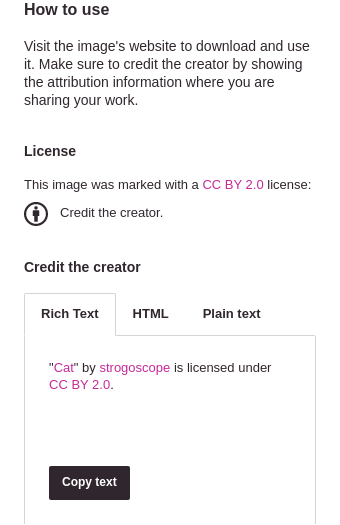 How to use
Visit the image's website to download and use
it. Make sure to credit the creator by showing
the attribution information where you are
sharing your work.
License
This image was marked with a CC BY 2.0 license:
Credit the creator.
Credit the creator
Rich Text HTML Plain text
"Cat" by strogoscope is licensed under
CC BY 2.0.
Copy text